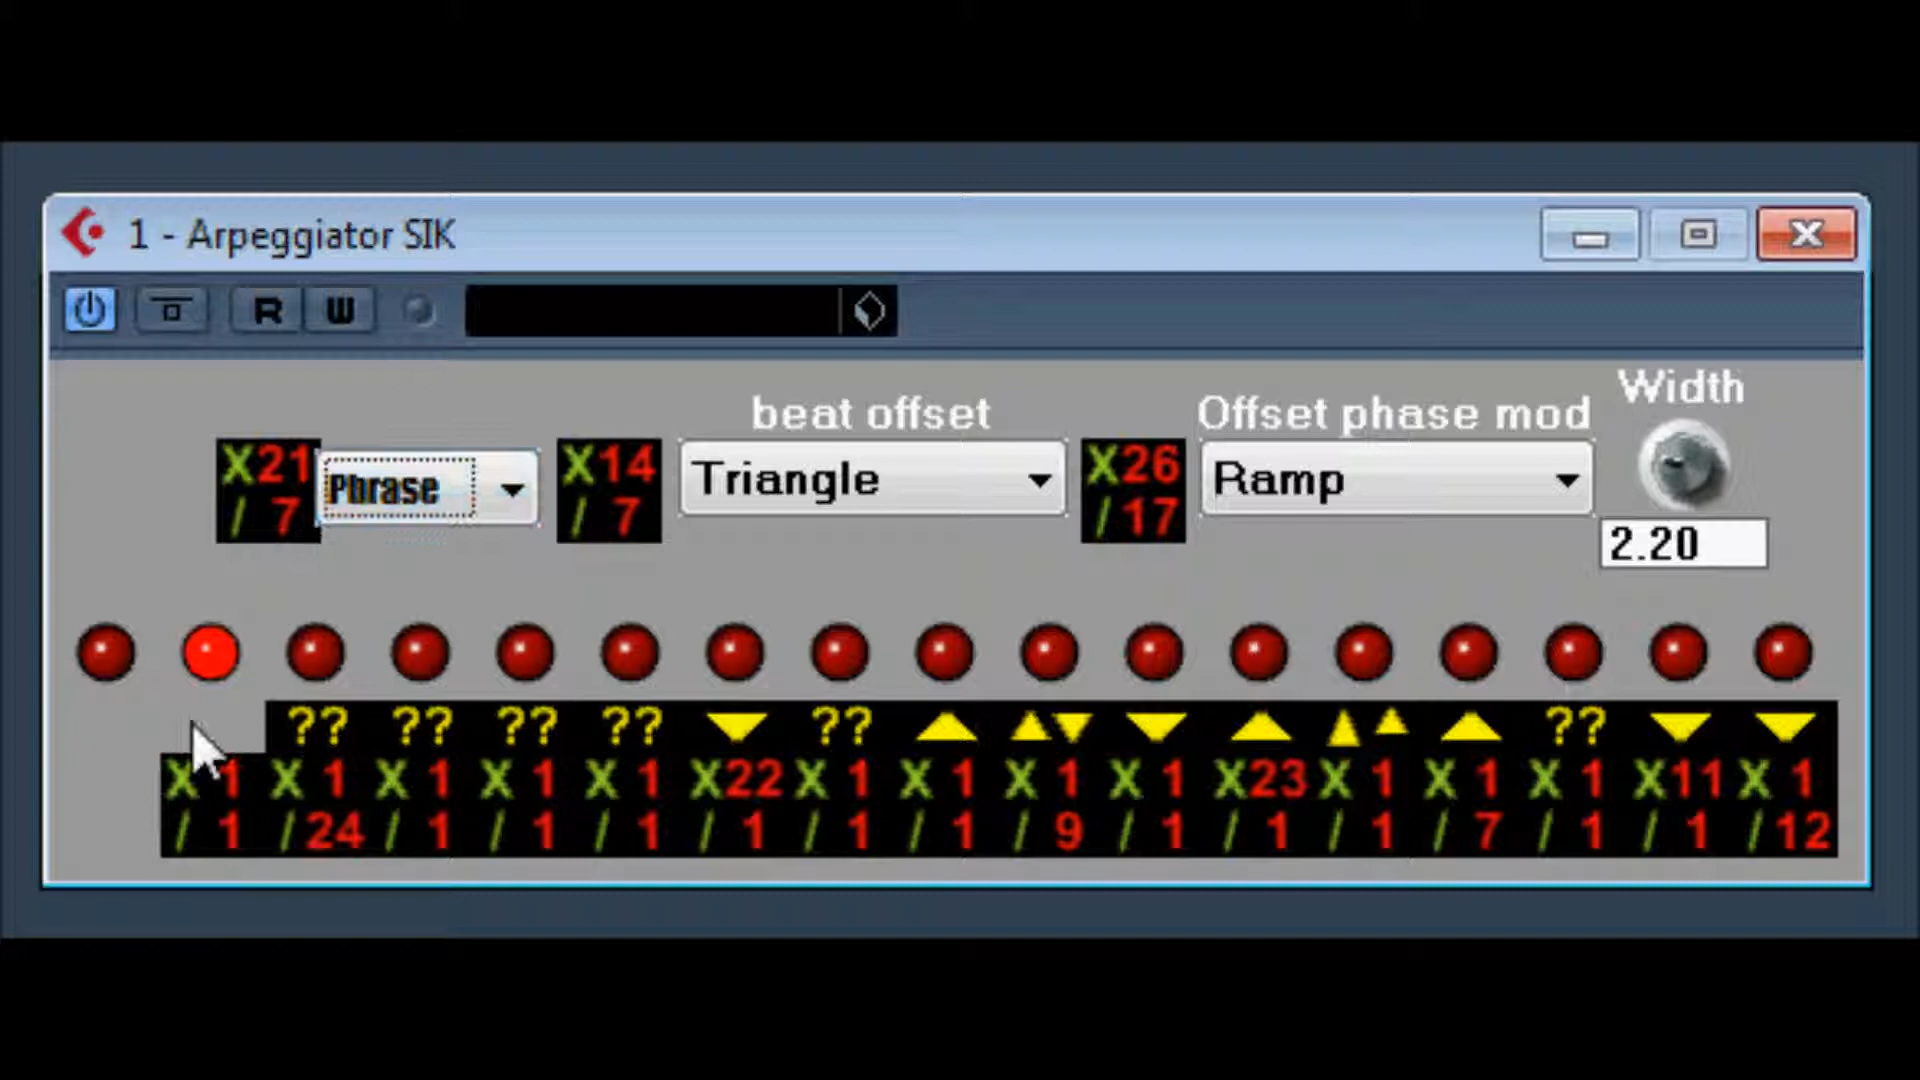 1 - Arpeggiator SIK
R W
Width
beat offset Offset phase mod
X21 Phrase X14 Triangle X26 Ramp
/ 7 / 7 /17
2.20
?? ?? ?? ?? ?? ??
X 1 X 1 X 1 X 1 X 1 X22 X 1 X 1 X 1 X 1 X23 X 1 X 1 X 1 X11 X 1
/ 1 /24 / 1 / 1 / 1 / 1 / 1 / 1 / 9 / 1 / 1 / 1 / 7 / 1 / 1 /12